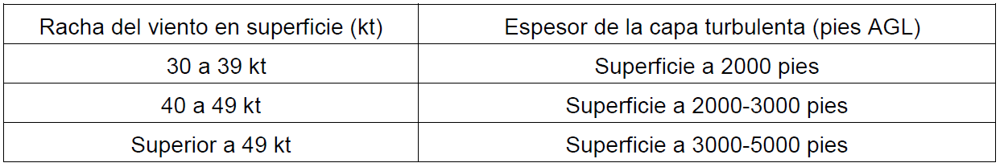 Racha del viento en superficie (kt) Espesor de la capa turbulenta (pies AGL)
30 a 39 kt Superficie a 2000 pies
40 a 49 kt Superficie a 2000-3000 pies
Superior a 49 kt Superficie a 3000-5000 pies